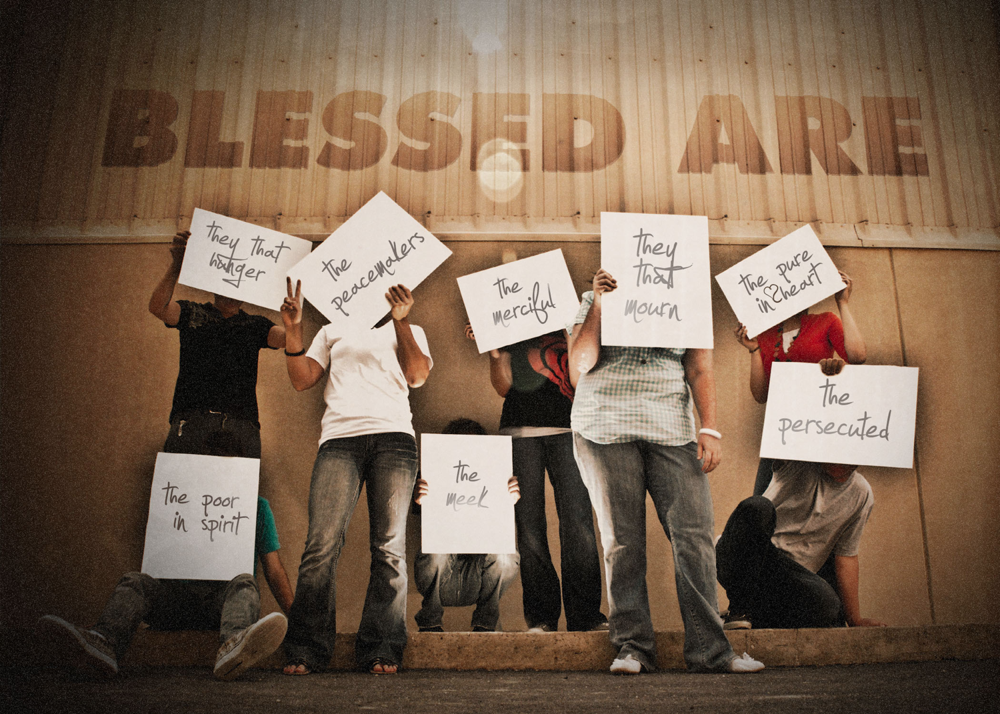 BLESSED ARE
they that
hunger
the
peacemakers
the
merciful
they
that
mourn
the pure
in heart
the poor
in spirit
the
meek
the
persecuted